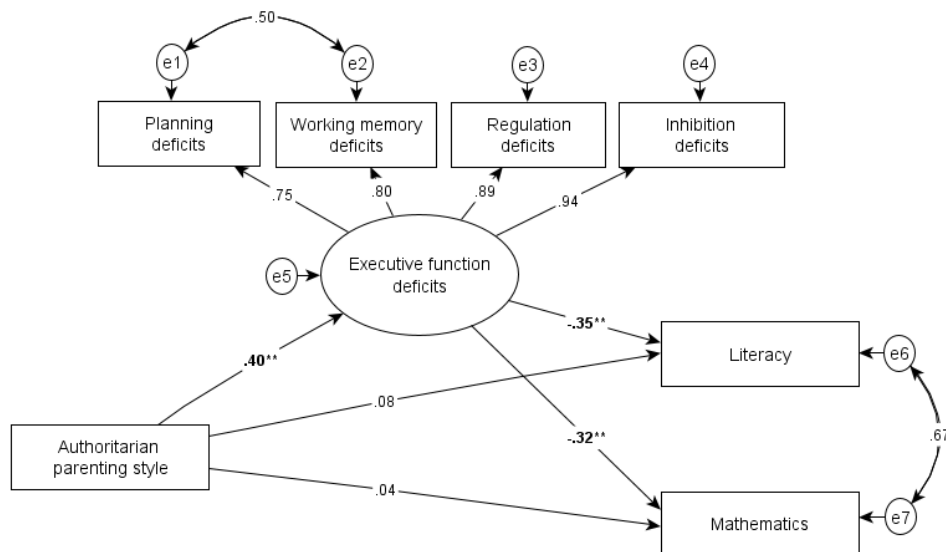 .50
e1
e2
e3
e4
Planning
deficits
Working memory
deficits
Regulation
deficits
Inhibition
deficits
.75
.80
.89
.94
e5
Executive function
deficits
-.35**
.40**
Literacy
e6
.08
-.32**
.67
Authoritarian
parenting style
.04
Mathematics
e7